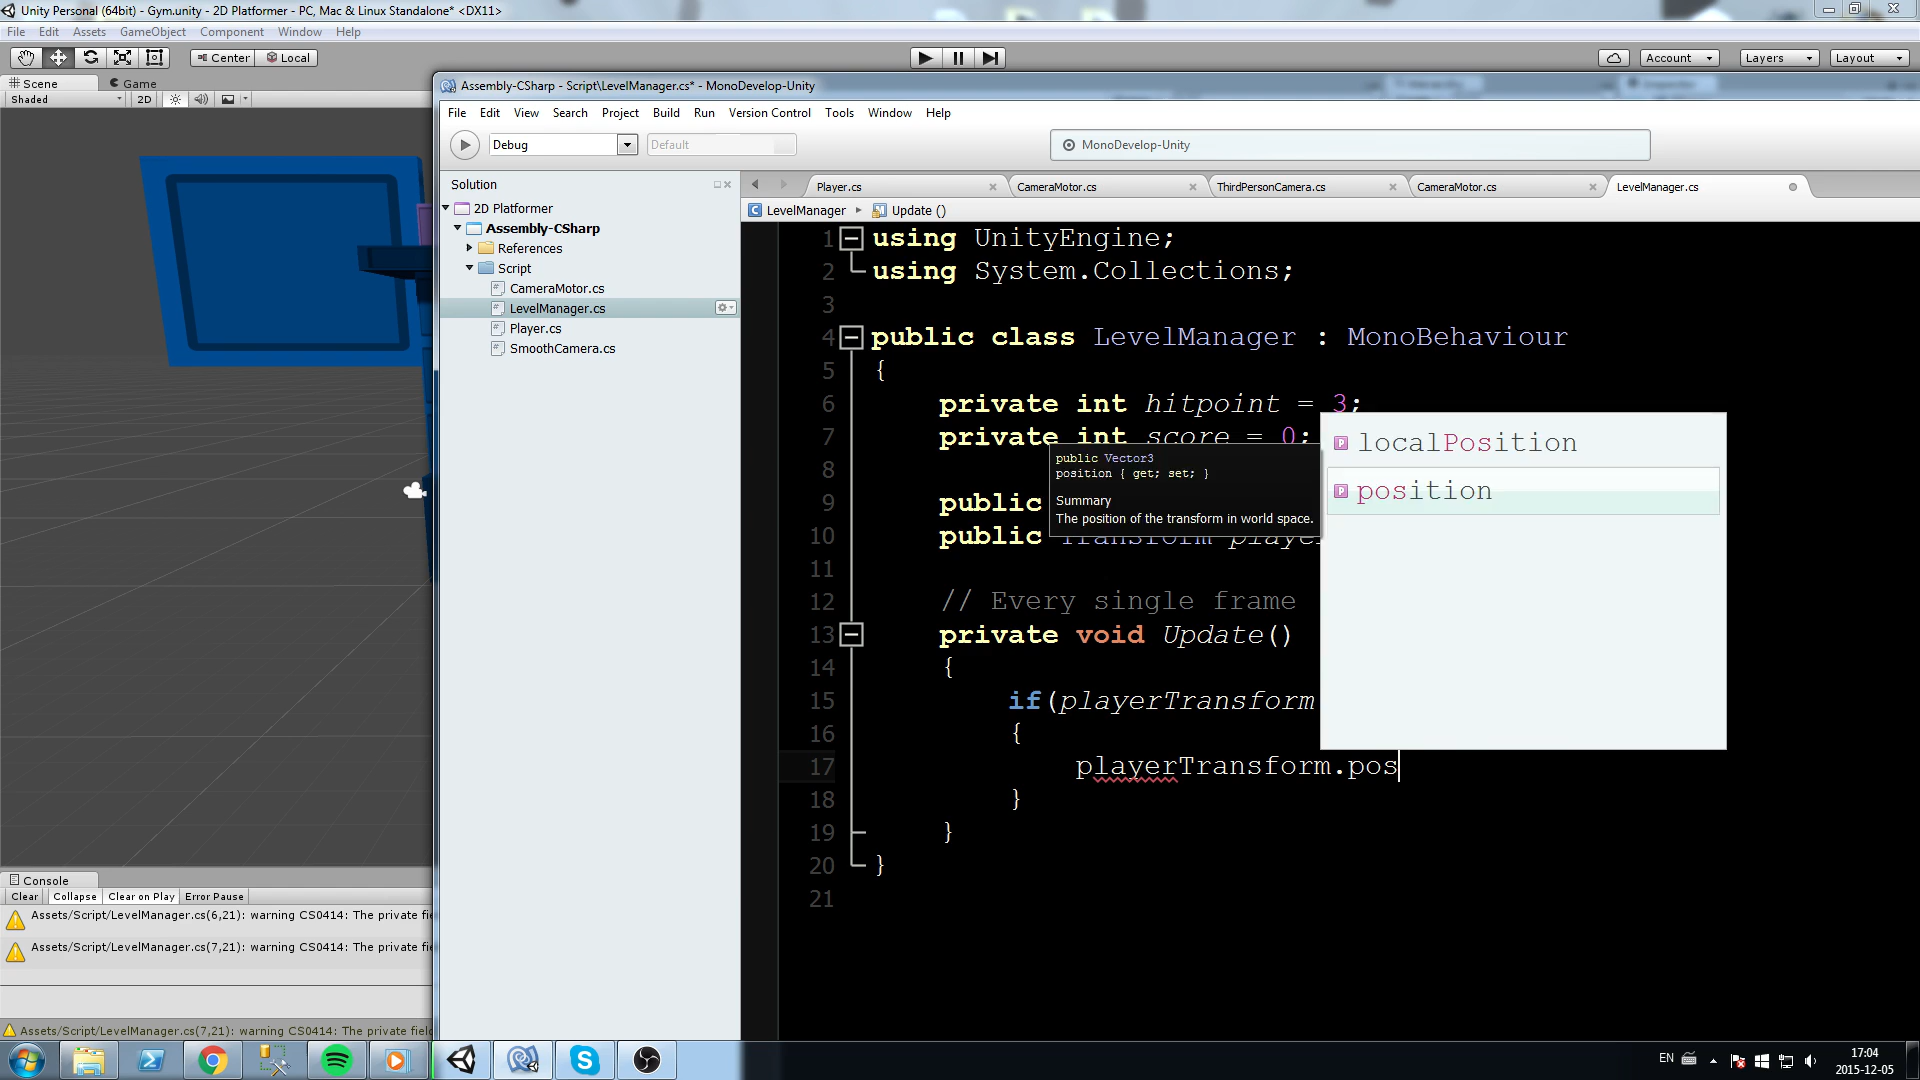 Unity Personal (64bit) - Gym.unity - 2D Platformer - PC, Mac & Linux Standalone* <DX11>
File Edit Assets GameObject Component Window Help
Center Local
Account Layers Layout
Scene Game
Shaded 2D
Assembly-CSharp - Script\LevelManager.cs* - MonoDevelop-Unity
File Edit View Search Project Build Run Version Control Tools Window Help
Debug Default MonoDevelop-Unity
Solution
2D Platformer
Assembly-CSharp
References
Script
CameraMotor.cs
LevelManager.cs
Player.cs
SmoothCamera.cs
Player.cs CameraMotor.cs ThirdPersonCamera.cs CameraMotor.cs LevelManager.cs
LevelManager Update ()
1 using UnityEngine;
2 using System.Collections;
3
4 public class LevelManager : MonoBehaviour
5 {
6 private int hitpoint = 3;
7 private int score = 0;
8
9 public
10 public Transform player
11
12 // Every single frame
13 private void Update()
14 {
15 if(playerTransform
16 {
17 playerTransform.pos
18 }
19 }
20 }
21
public Vector3
position { get; set; }
Summary
The position of the transform in world space.
localPosition
position
Console
Clear Collapse Clear on Play Error Pause
Assets/Script/LevelManager.cs(6,21): warning CS0414: The private fie
Assets/Script/LevelManager.cs(7,21): warning CS0414: The private fie
Assets/Script/LevelManager.cs(7,21): warning CS0414: The private field
EN
17:04
2015-12-05